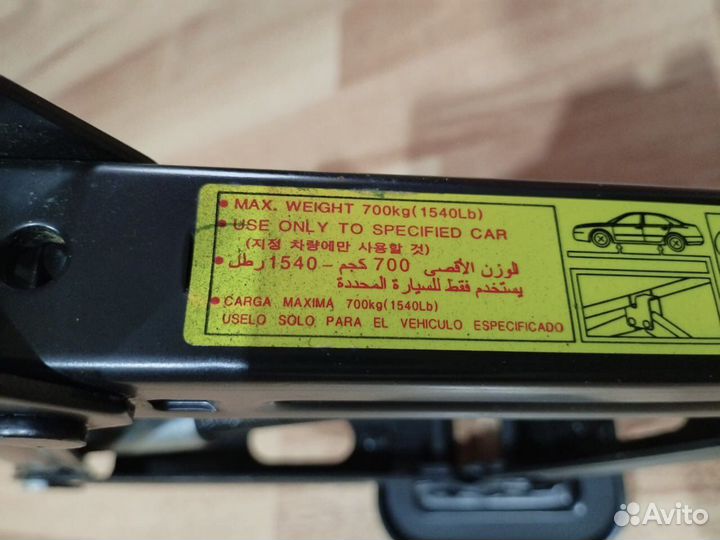 • MAX. WEIGHT 700kg(1540Lb)
• USE ONLY TO SPECIFIED CAR
(지정 차량에만 사용할 것)
• الوزن الأقصى 700 كجم – 1540 رطل
يستخدم فقط للسيارة المحددة
• CARGA MAXIMA 700kg(1540Lb)
USELO SOLO PARA EL VEHICULO ESPECIFICADO
Avito